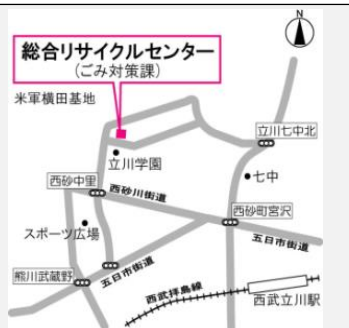 N
総合リサイクルセンター
(ごみ対策課)
米軍横田基地
立川七中北
立川学園
七中
西砂中里
西砂川街道
西砂町宮沢
スポーツ広場
五日市街道
熊川武蔵野
五日市街道
西武拝島線
西武立川駅